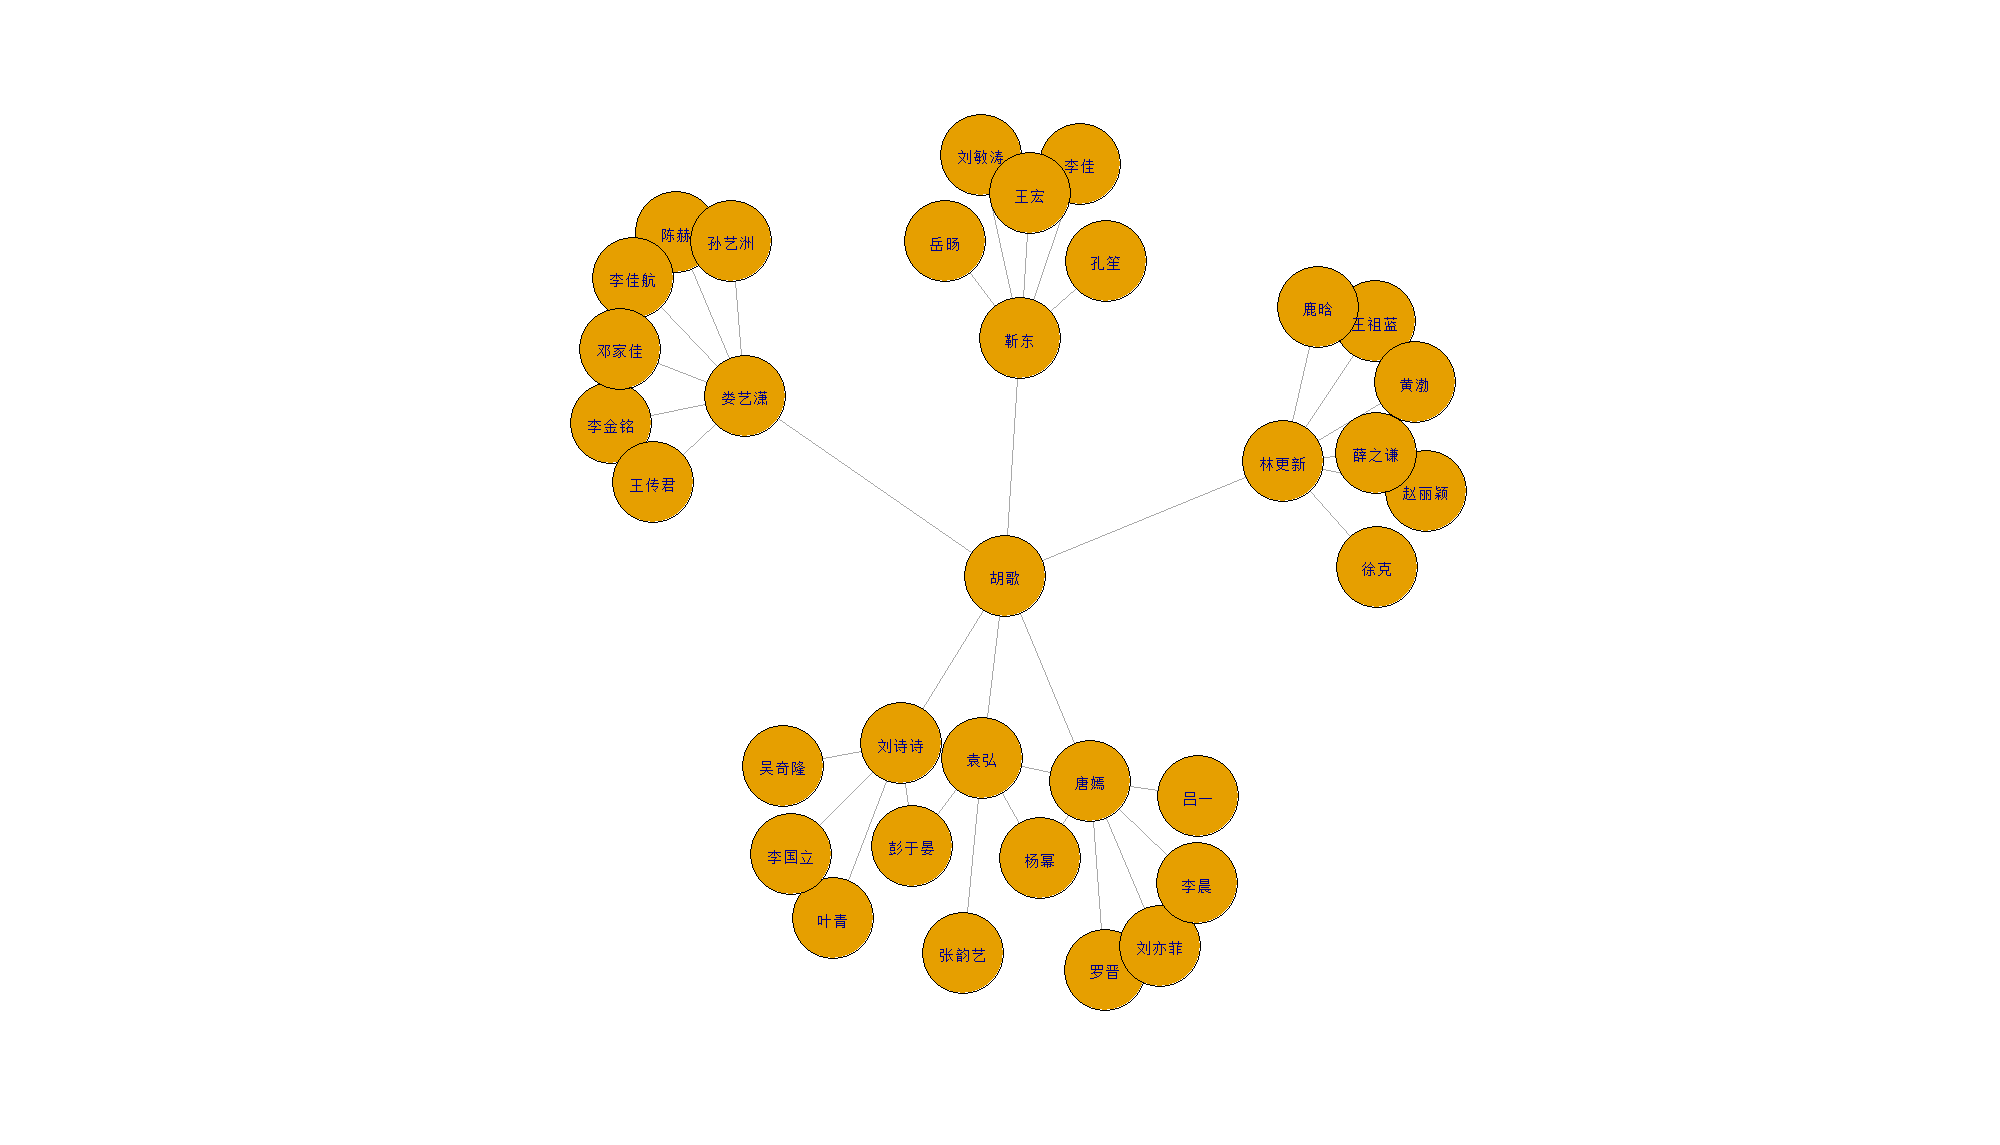 刘敏涛
李佳
王宏
陈赫
孙艺洲
岳旸
孔笙
李佳航
鹿晗
王祖蓝
靳东
邓家佳
黄渤
娄艺潇
李金铭
薛之谦
林更新
王传君
赵丽颖
徐克
胡歌
刘诗诗
袁弘
吴奇隆
唐嫣
吕一
彭于晏
李国立
杨幂
李晨
叶青
刘亦菲
张韵艺
罗晋